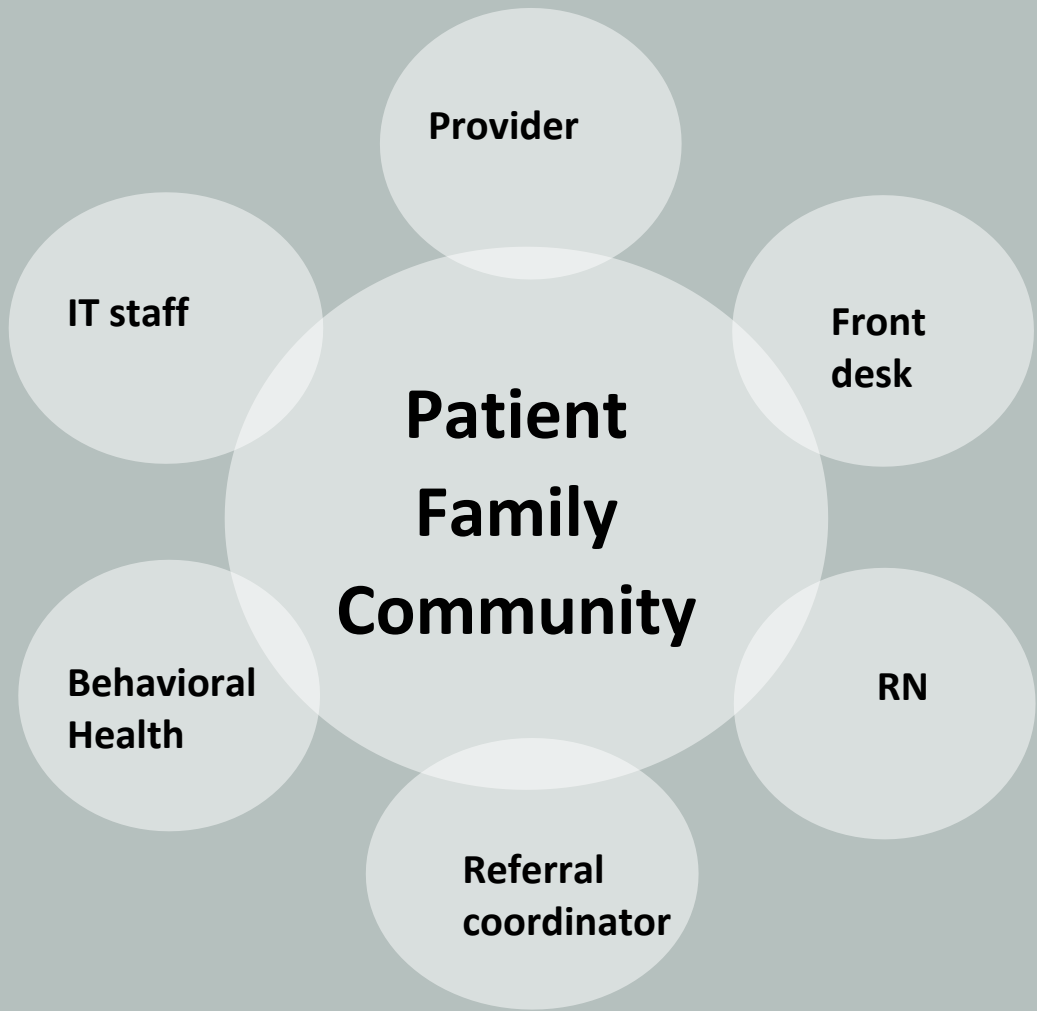 Provider
IT staff
Front
desk
Patient
Family
Community
Behavioral
Health
RN
Referral
coordinator